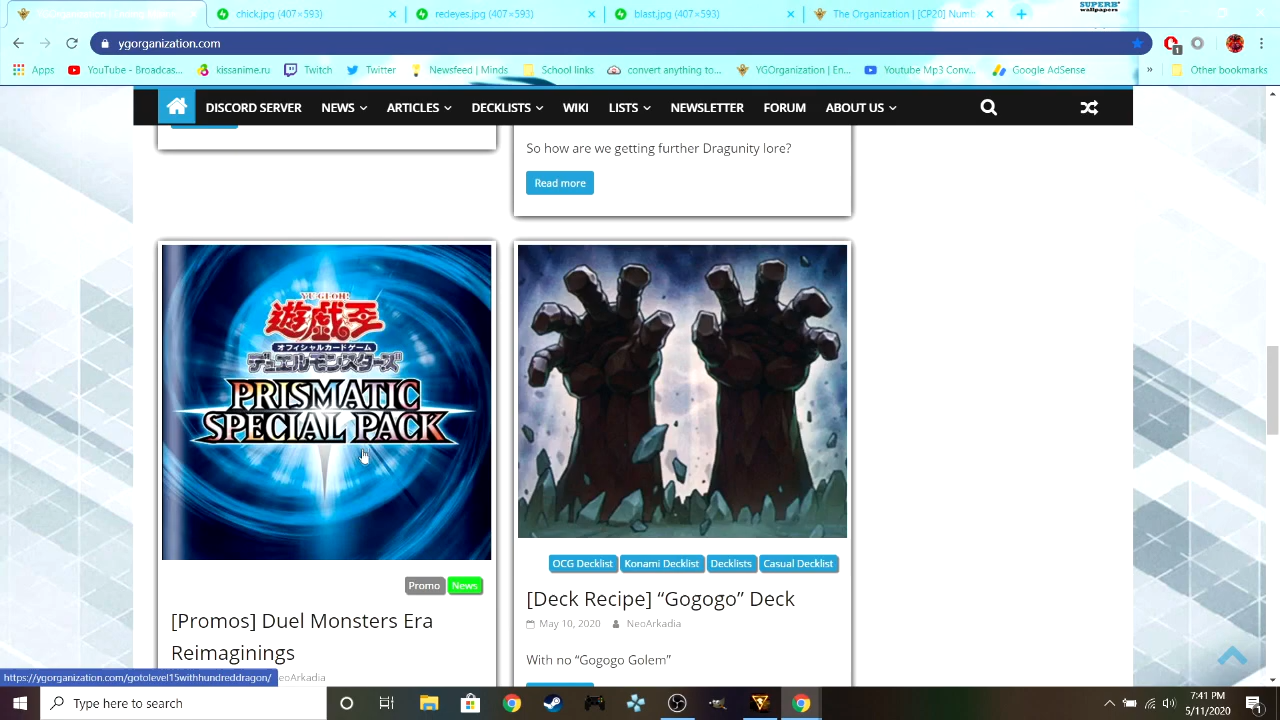 chick.jpg (407×593)
redeyes.jpg (407×593)
blast.jpg (407×593)
The Organization | [CP20] Numb
SUPERB
wallpapers
ygorganization.com
1
Apps
YouTube - Broadcas...
kissanime.ru
Twitch
Twitter
Newsfeed | Minds
School links
convert anything to...
YGOrganization | En...
Youtube Mp3 Conv...
Google AdSense
»
Other bookmarks
DISCORD SERVER
NEWS
ARTICLES
DECKLISTS
WIKI
LISTS
NEWSLETTER
FORUM
ABOUT US
So how are we getting further Dragunity lore?
Read more
YU-GI-OH!
遊戯王
オフィシャルカードゲーム
デュエルモンスターズ
PRISMATIC
SPECIAL PACK
Promo
News
[Promos] Duel Monsters Era
Reimaginings
eoArkadia
OCG Decklist
Konami Decklist
Decklists
Casual Decklist
[Deck Recipe] “Gogogo” Deck
May 10, 2020
NeoArkadia
With no “Gogogo Golem”
https://ygorganization.com/gotolevel15withhundreddragon/
Type here to search
7:41 PM
5/11/2020
1